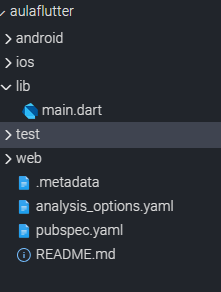 aulaflutter
android
ios
lib
main.dart
test
web
.metadata
analysis_options.yaml
pubspec.yaml
README.md